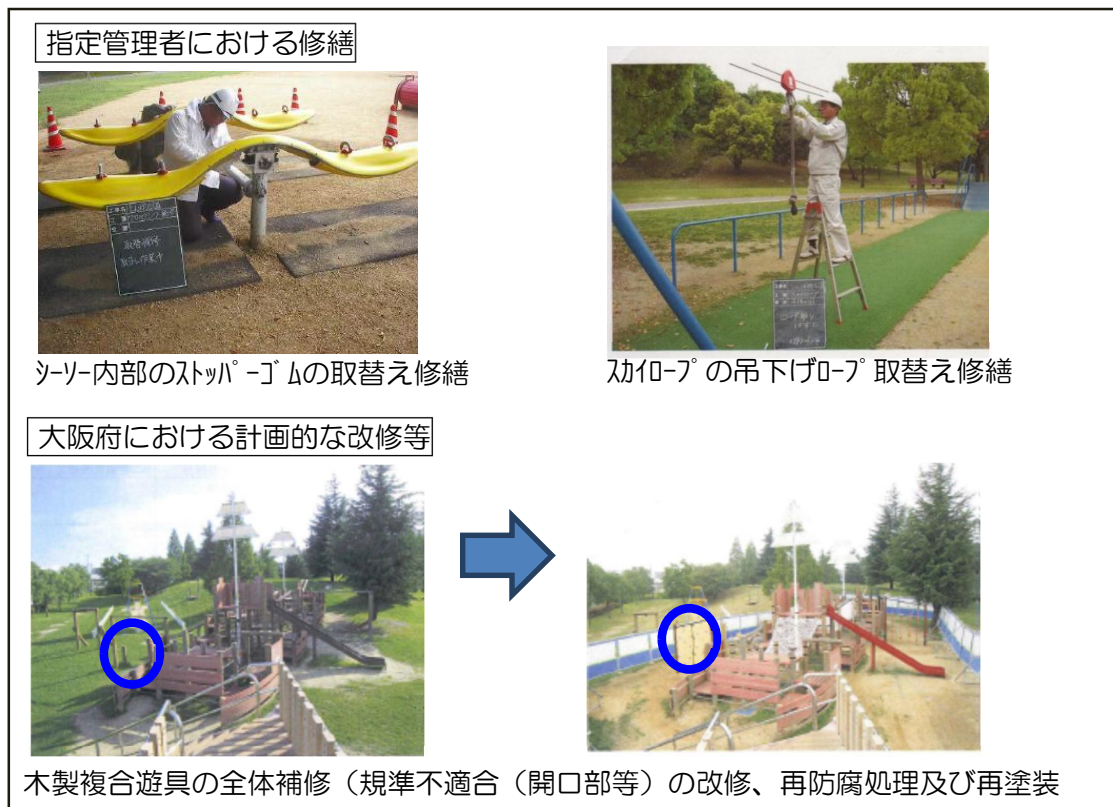 指定管理者における修繕
ｼｰｿｰ内部のｽﾄｯﾊﾟｰｺﾞﾑの取替え修繕
ｽｶｲﾛｰﾌﾟの吊下げﾛｰﾌﾟ取替え修繕
大阪府における計画的な改修等
木製複合遊具の全体補修（規準不適合（開口部等）の改修、再防腐処理及び再塗装